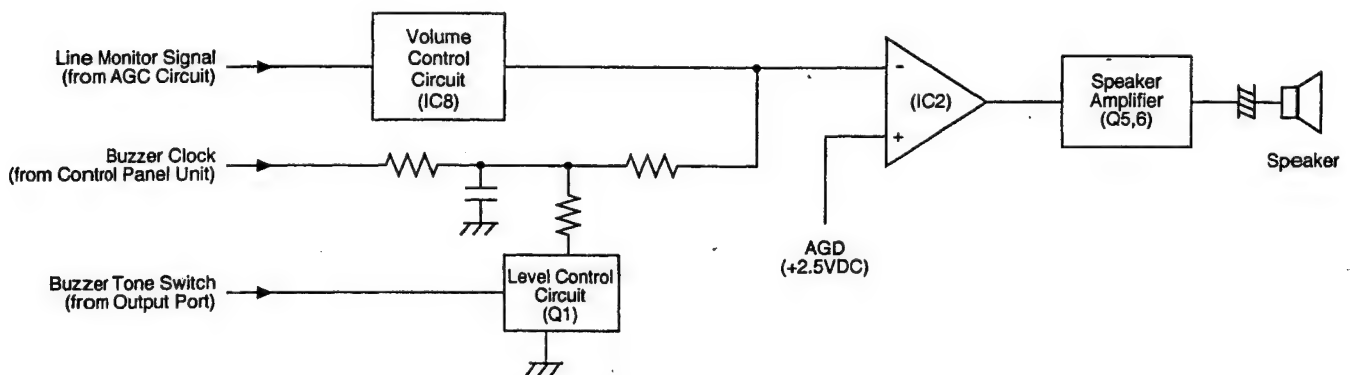 Line Monitor Signal
(from AGC Circuit)
Volume
Control
Circuit
(IC8)
Buzzer Clock
(from Control Panel Unit)
Buzzer Tone Switch
(from Output Port)
Level Control
Circuit
(Q1)
-
(IC2)
+
AGD
(+2.5VDC)
Speaker
Amplifier
(Q5,6)
Speaker